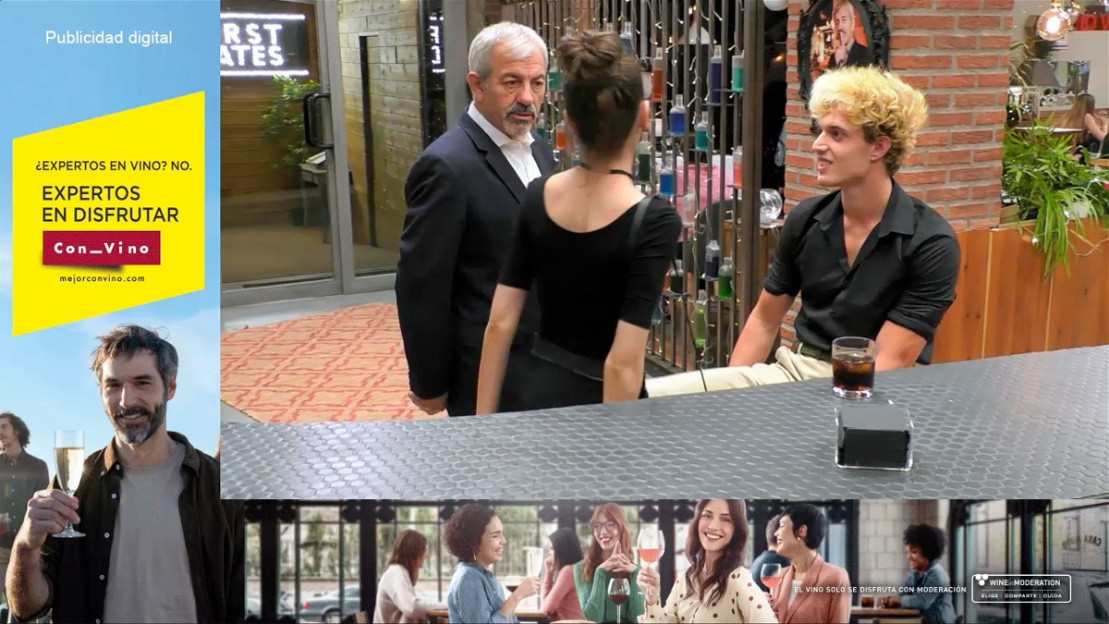 Publicidad digital
¿EXPERTOS EN VINO? NO.
EXPERTOS
EN DISFRUTAR
Con_Vino
mejorconvino.com
RST
ATES
EL VINO SOLO SE DISFRUTA CON MODERACIÓN
WINE in MODERATION
ELIGE | COMPARTE | CUIDA